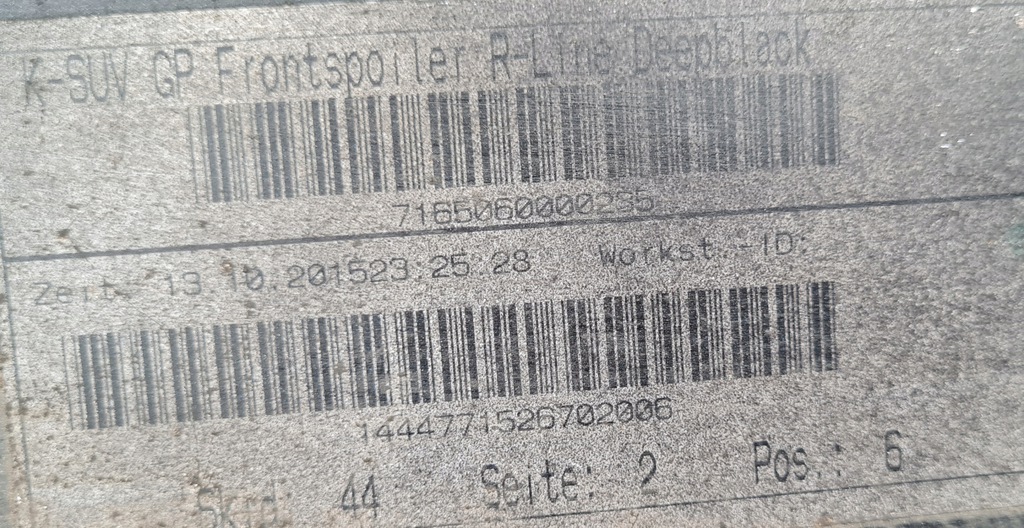 K-SUV GP Frontspoiler R-Line Deepblack
7165060000295
Zeit: 13.10.201523:25:28 Workst.-ID:
1444771526702006
Skid: 44 Seite: 2 Pos.: 6